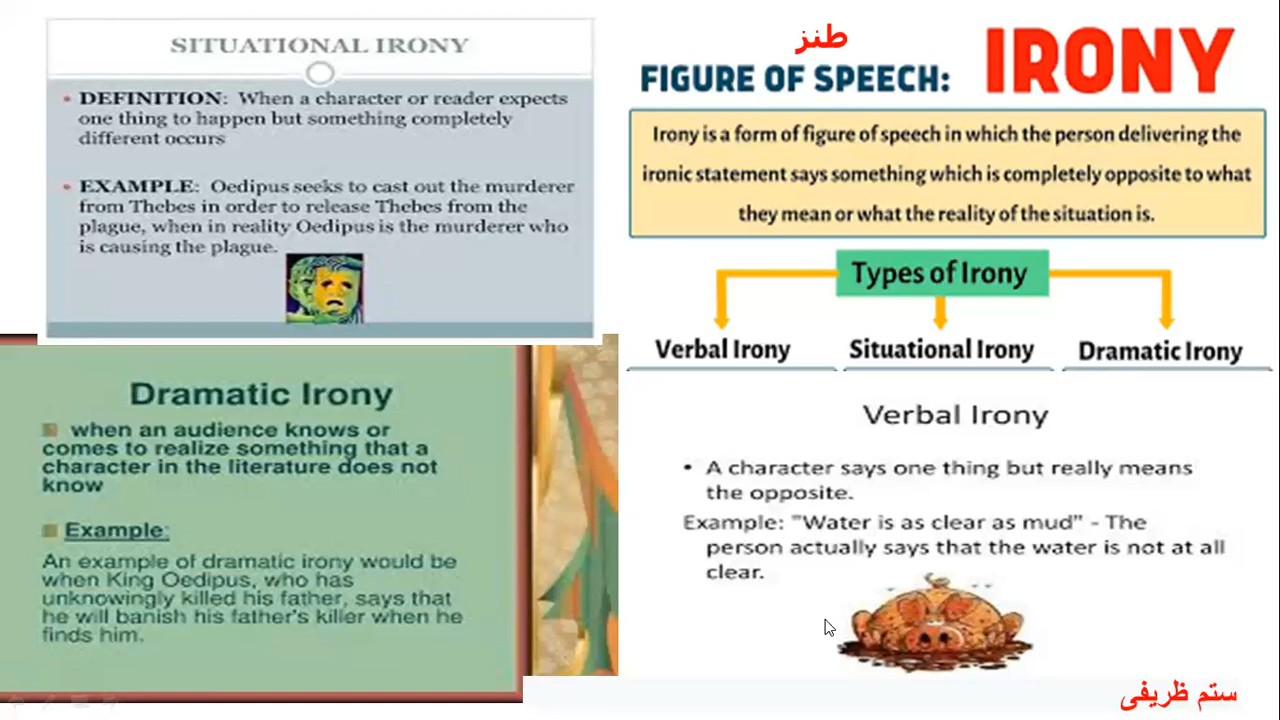 SITUATIONAL IRONY
• DEFINITION: When a character or reader expects
one thing to happen but something completely
different occurs
• EXAMPLE: Oedipus seeks to cast out the murderer
from Thebes in order to release Thebes from the
plague, when in reality Oedipus is the murderer who
is causing the plague.
طنز
FIGURE OF SPEECH: IRONY
Irony is a form of figure of speech in which the person delivering the
ironic statement says something which is completely opposite to what
they mean or what the reality of the situation is.
Types of Irony
Verbal Irony Situational Irony Dramatic Irony
Dramatic Irony
when an audience knows or
comes to realize something that a
character in the literature does not
know
Example:
An example of dramatic irony would be
when King Oedipus, who has
unknowingly killed his father, says that
he will banish his father's killer when he
finds him.
Verbal Irony
• A character says one thing but really means
the opposite.
Example: "Water is as clear as mud" - The
person actually says that the water is not at all
clear.
ستم ظریفی